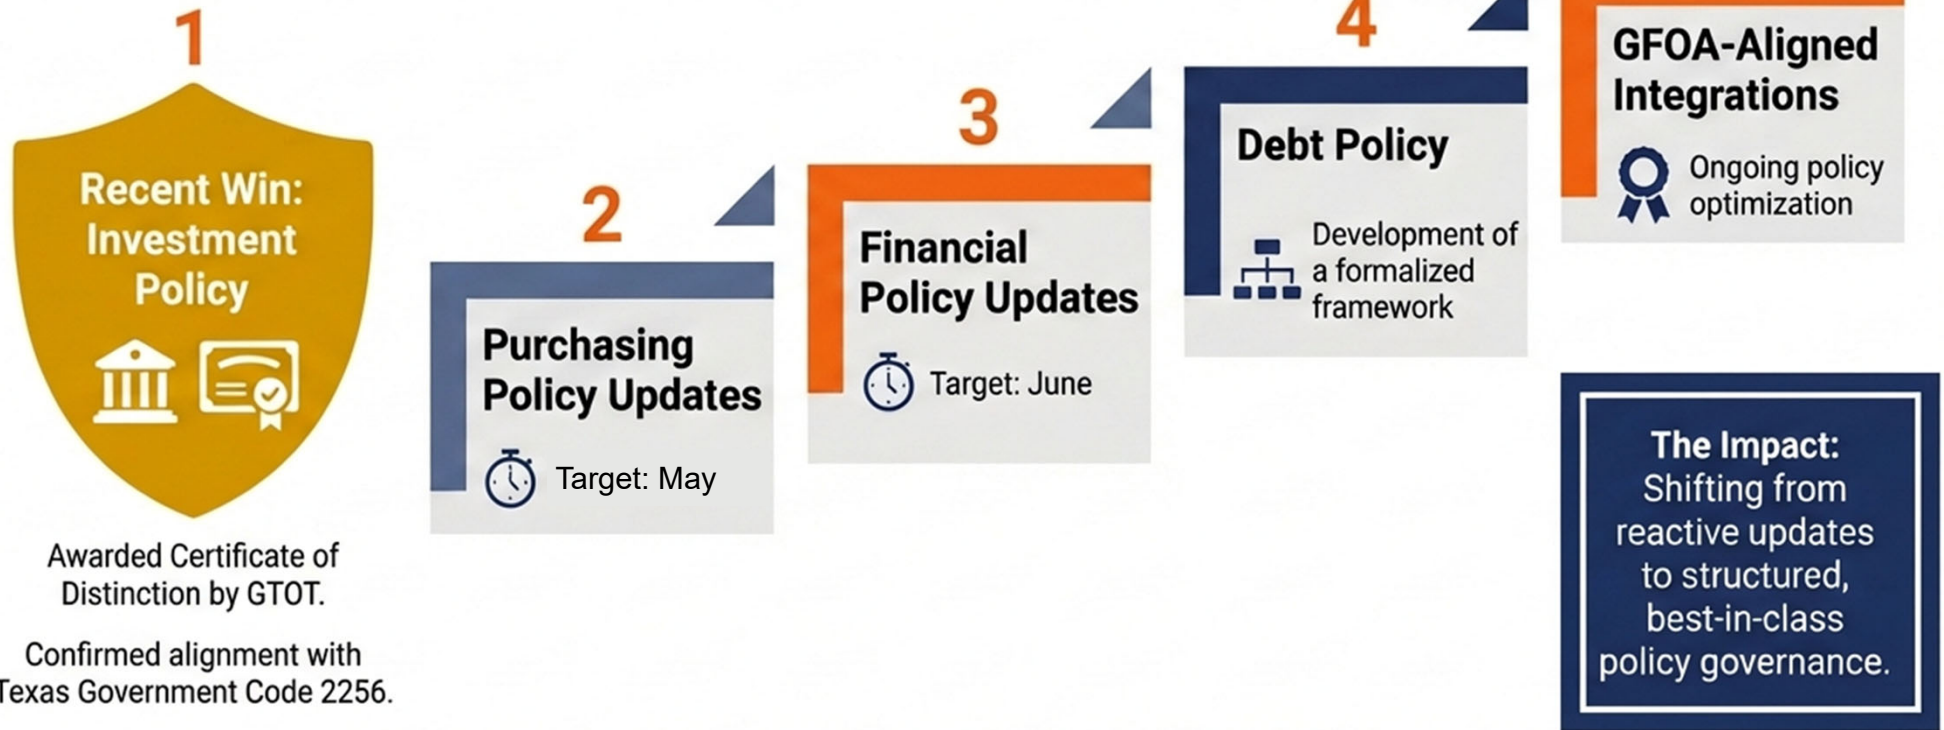 1
Recent Win:
Investment
Policy
Awarded Certificate of
Distinction by GTOT.
Confirmed alignment with
Texas Government Code 2256.
2
Purchasing
Policy Updates
Target: May
3
Financial
Policy Updates
Target: June
4
Debt Policy
Development of
a formalized
framework
GFOA-Aligned
Integrations
Ongoing policy
optimization
The Impact:
Shifting from
reactive updates
to structured,
best-in-class
policy governance.